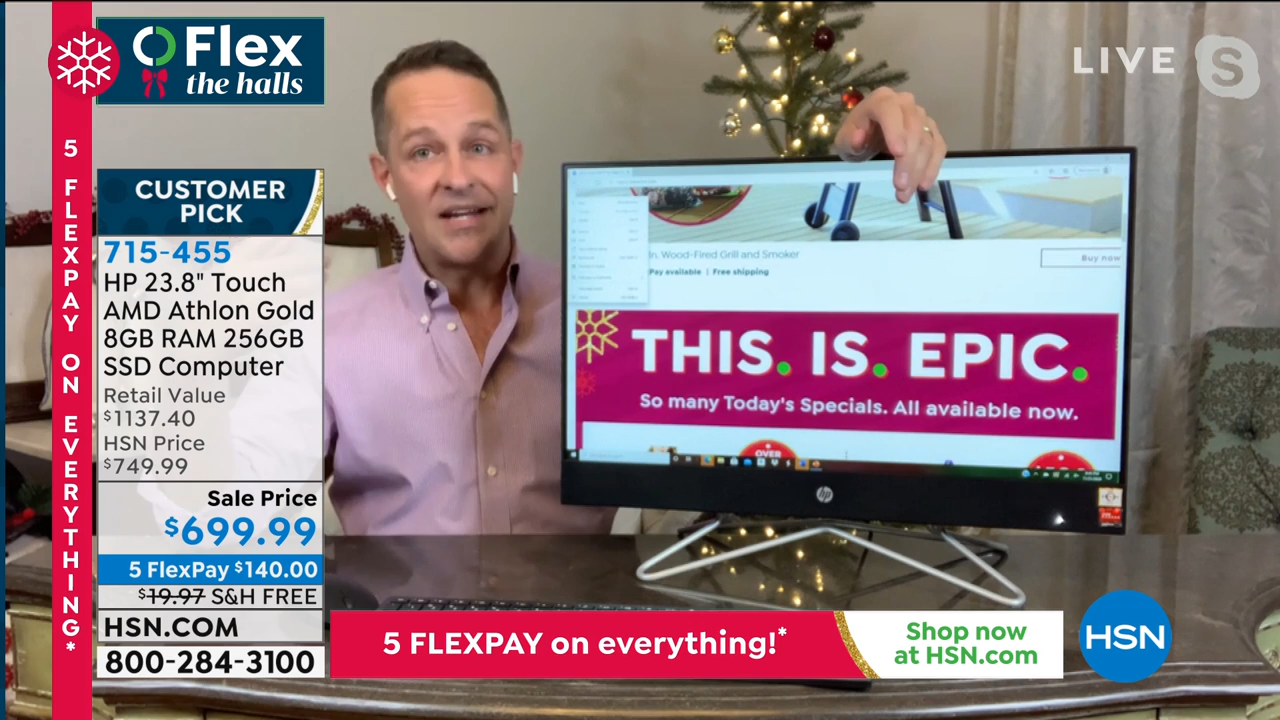 Flex
the halls
5 FLEXPAY ON EVERYTHING*
CUSTOMER
PICK
715-455
HP 23.8" Touch
AMD Athlon Gold
8GB RAM 256GB
SSD Computer
Retail Value
$1137.40
HSN Price
$749.99
Sale Price
$699.99
5 FlexPay $140.00
$19.97 S&H FREE
HSN.COM
800-284-3100
LIVE S
In. Wood-Fired Grill and Smoker
Pay available | Free shipping
Buy now
THIS. IS. EPIC.
So many Today's Specials. All available now.
OVER
hp
5 FLEXPAY on everything!*
Shop now
at HSN.com
HSN